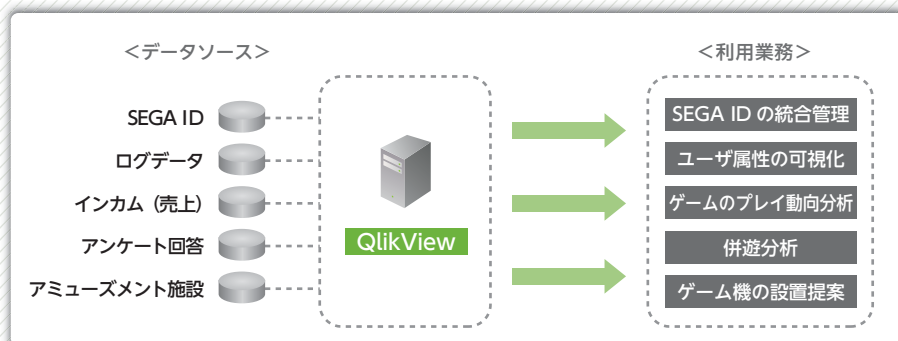 ＜データソース＞
SEGA ID
ログデータ
インカム（売上）
アンケート回答
アミューズメント施設
QlikView
＜利用業務＞
SEGA ID の統合管理
ユーザ属性の可視化
ゲームのプレイ動向分析
併遊分析
ゲーム機の設置提案